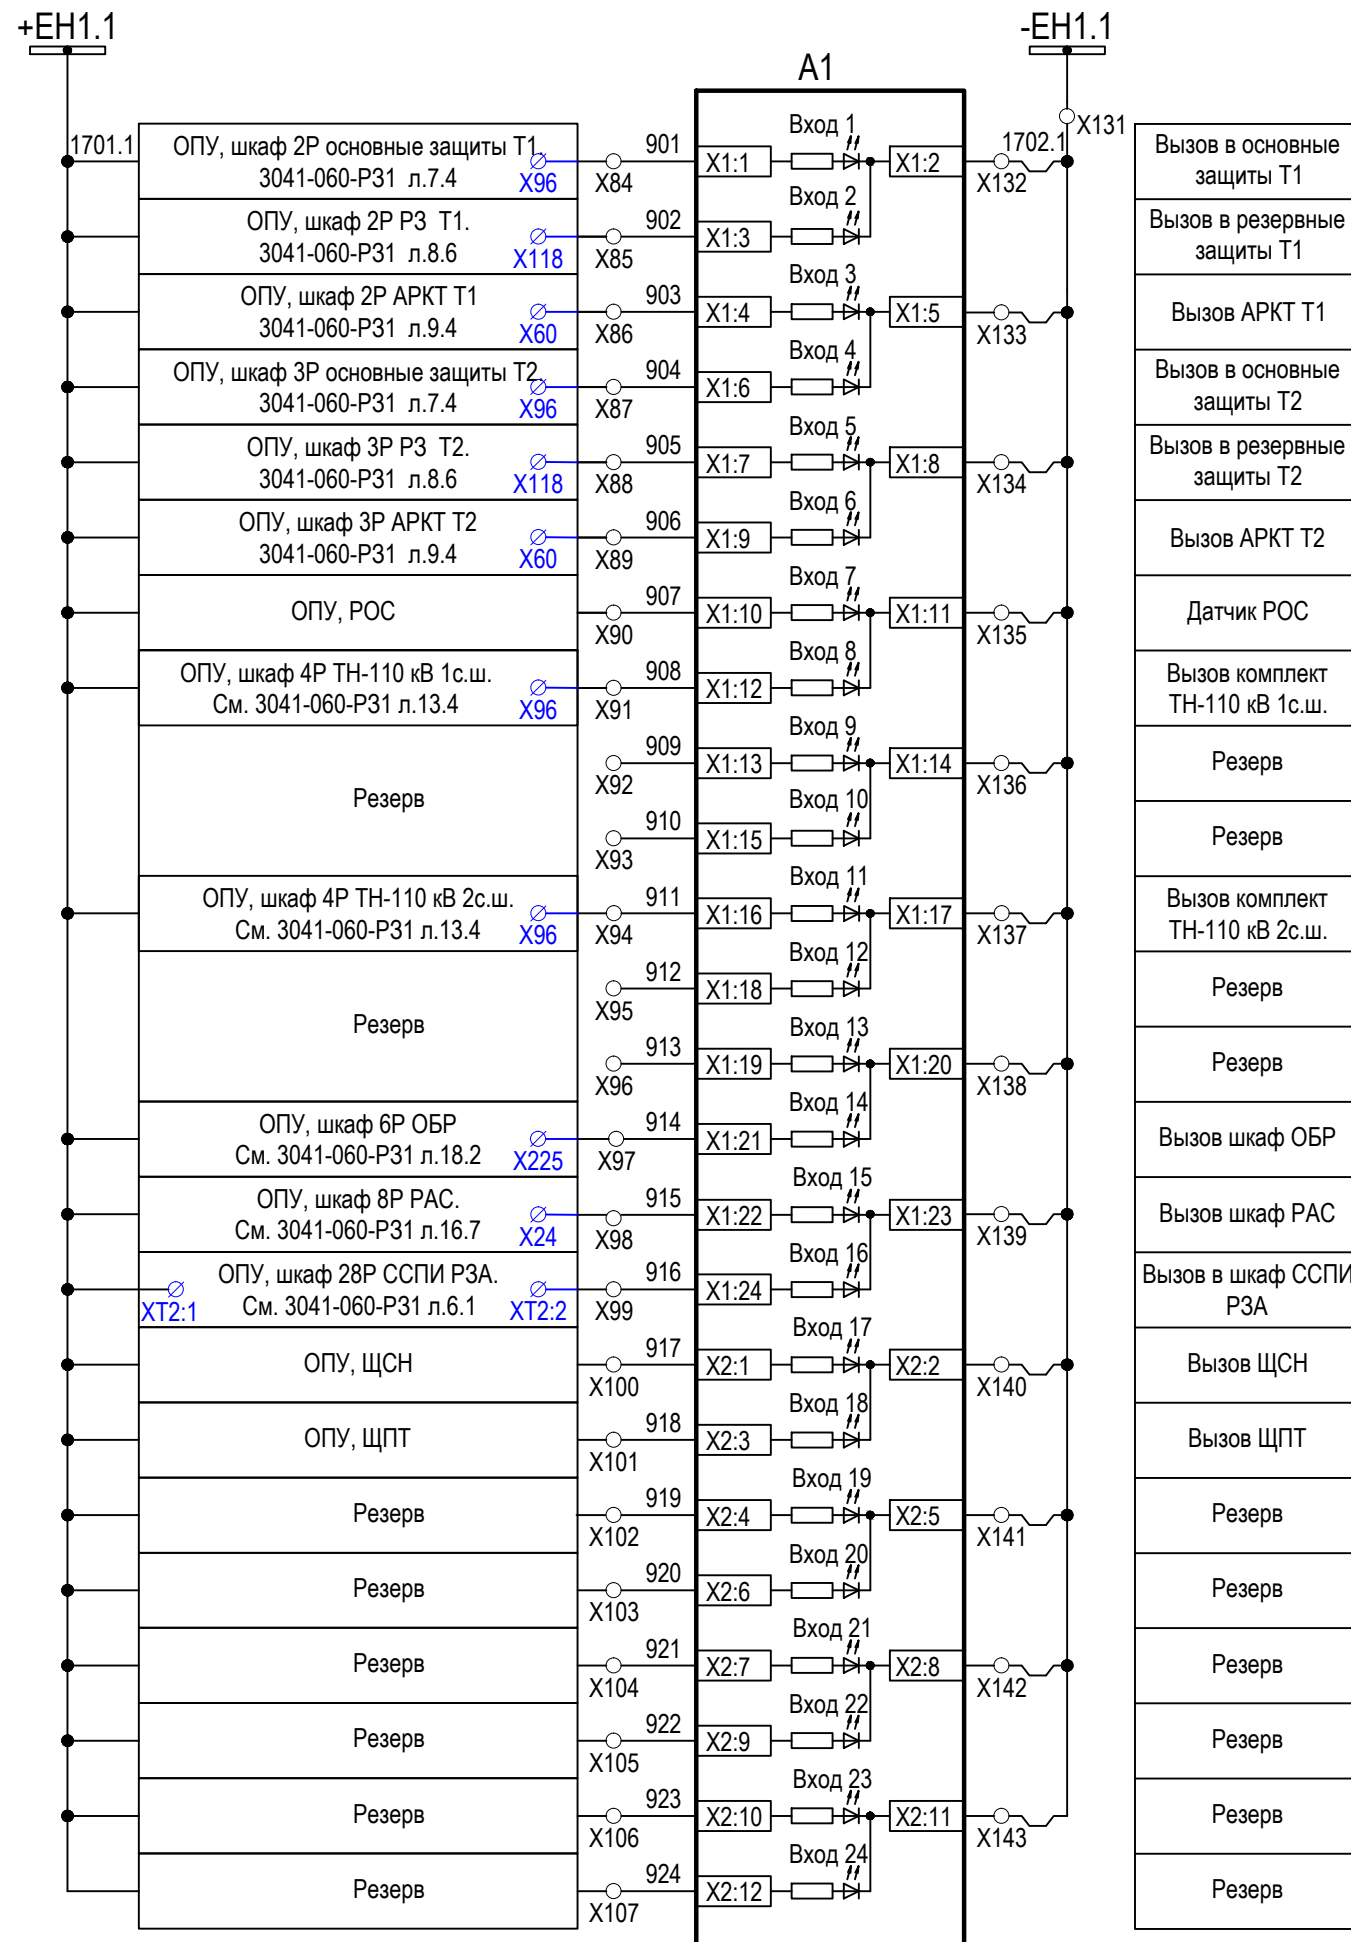 +EH1.1
-EH1.1
A1
X131
1701.1
ОПУ, шкаф 2Р основные защиты Т1.
3041-060-РЗ1 л.7.4
X96
X84
901
X1:1
Вход 1
X1:2
X132
1702.1
Вызов в основные
защиты Т1
ОПУ, шкаф 2Р РЗ Т1.
3041-060-РЗ1 л.8.6
X118
X85
902
X1:3
Вход 2
Вызов в резервные
защиты Т1
ОПУ, шкаф 2Р АРКТ Т1
3041-060-РЗ1 л.9.4
X60
X86
903
X1:4
Вход 3
X1:5
X133
Вызов АРКТ Т1
ОПУ, шкаф 3Р основные защиты Т2.
3041-060-РЗ1 л.7.4
X96
X87
904
X1:6
Вход 4
Вызов в основные
защиты Т2
ОПУ, шкаф 3Р РЗ Т2.
3041-060-РЗ1 л.8.6
X118
X88
905
X1:7
Вход 5
X1:8
X134
Вызов в резервные
защиты Т2
ОПУ, шкаф 3Р АРКТ Т2
3041-060-РЗ1 л.9.4
X60
X89
906
X1:9
Вход 6
Вызов АРКТ Т2
ОПУ, РОС
X90
907
X1:10
Вход 7
X1:11
X135
Датчик РОС
ОПУ, шкаф 4Р ТН-110 кВ 1с.ш.
См. 3041-060-РЗ1 л.13.4
X96
X91
908
X1:12
Вход 8
Вызов комплект
ТН-110 кВ 1с.ш.
Резерв
X92
909
X1:13
Вход 9
X1:14
X136
Резерв
X93
910
X1:15
Вход 10
Резерв
ОПУ, шкаф 4Р ТН-110 кВ 2с.ш.
См. 3041-060-РЗ1 л.13.4
X96
X94
911
X1:16
Вход 11
X1:17
X137
Вызов комплект
ТН-110 кВ 2с.ш.
Резерв
X95
912
X1:18
Вход 12
Резерв
X96
913
X1:19
Вход 13
X1:20
X138
Резерв
ОПУ, шкаф 6Р ОБР
См. 3041-060-РЗ1 л.18.2
X225
X97
914
X1:21
Вход 14
Вызов шкаф ОБР
ОПУ, шкаф 8Р РАС.
См. 3041-060-РЗ1 л.16.7
X24
X98
915
X1:22
Вход 15
X1:23
X139
Вызов шкаф РАС
XT2:1
ОПУ, шкаф 28Р ССПИ РЗА.
См. 3041-060-РЗ1 л.6.1
XT2:2
X99
916
X1:24
Вход 16
Вызов в шкаф ССПИ
РЗА
ОПУ, ЩСН
X100
917
X2:1
Вход 17
X2:2
X140
Вызов ЩСН
ОПУ, ЩПТ
X101
918
X2:3
Вход 18
Вызов ЩПТ
Резерв
X102
919
X2:4
Вход 19
X2:5
X141
Резерв
Резерв
X103
920
X2:6
Вход 20
Резерв
Резерв
X104
921
X2:7
Вход 21
X2:8
X142
Резерв
Резерв
X105
922
X2:9
Вход 22
Резерв
Резерв
X106
923
X2:10
Вход 23
X2:11
X143
Резерв
Резерв
X107
924
X2:12
Вход 24
Резерв